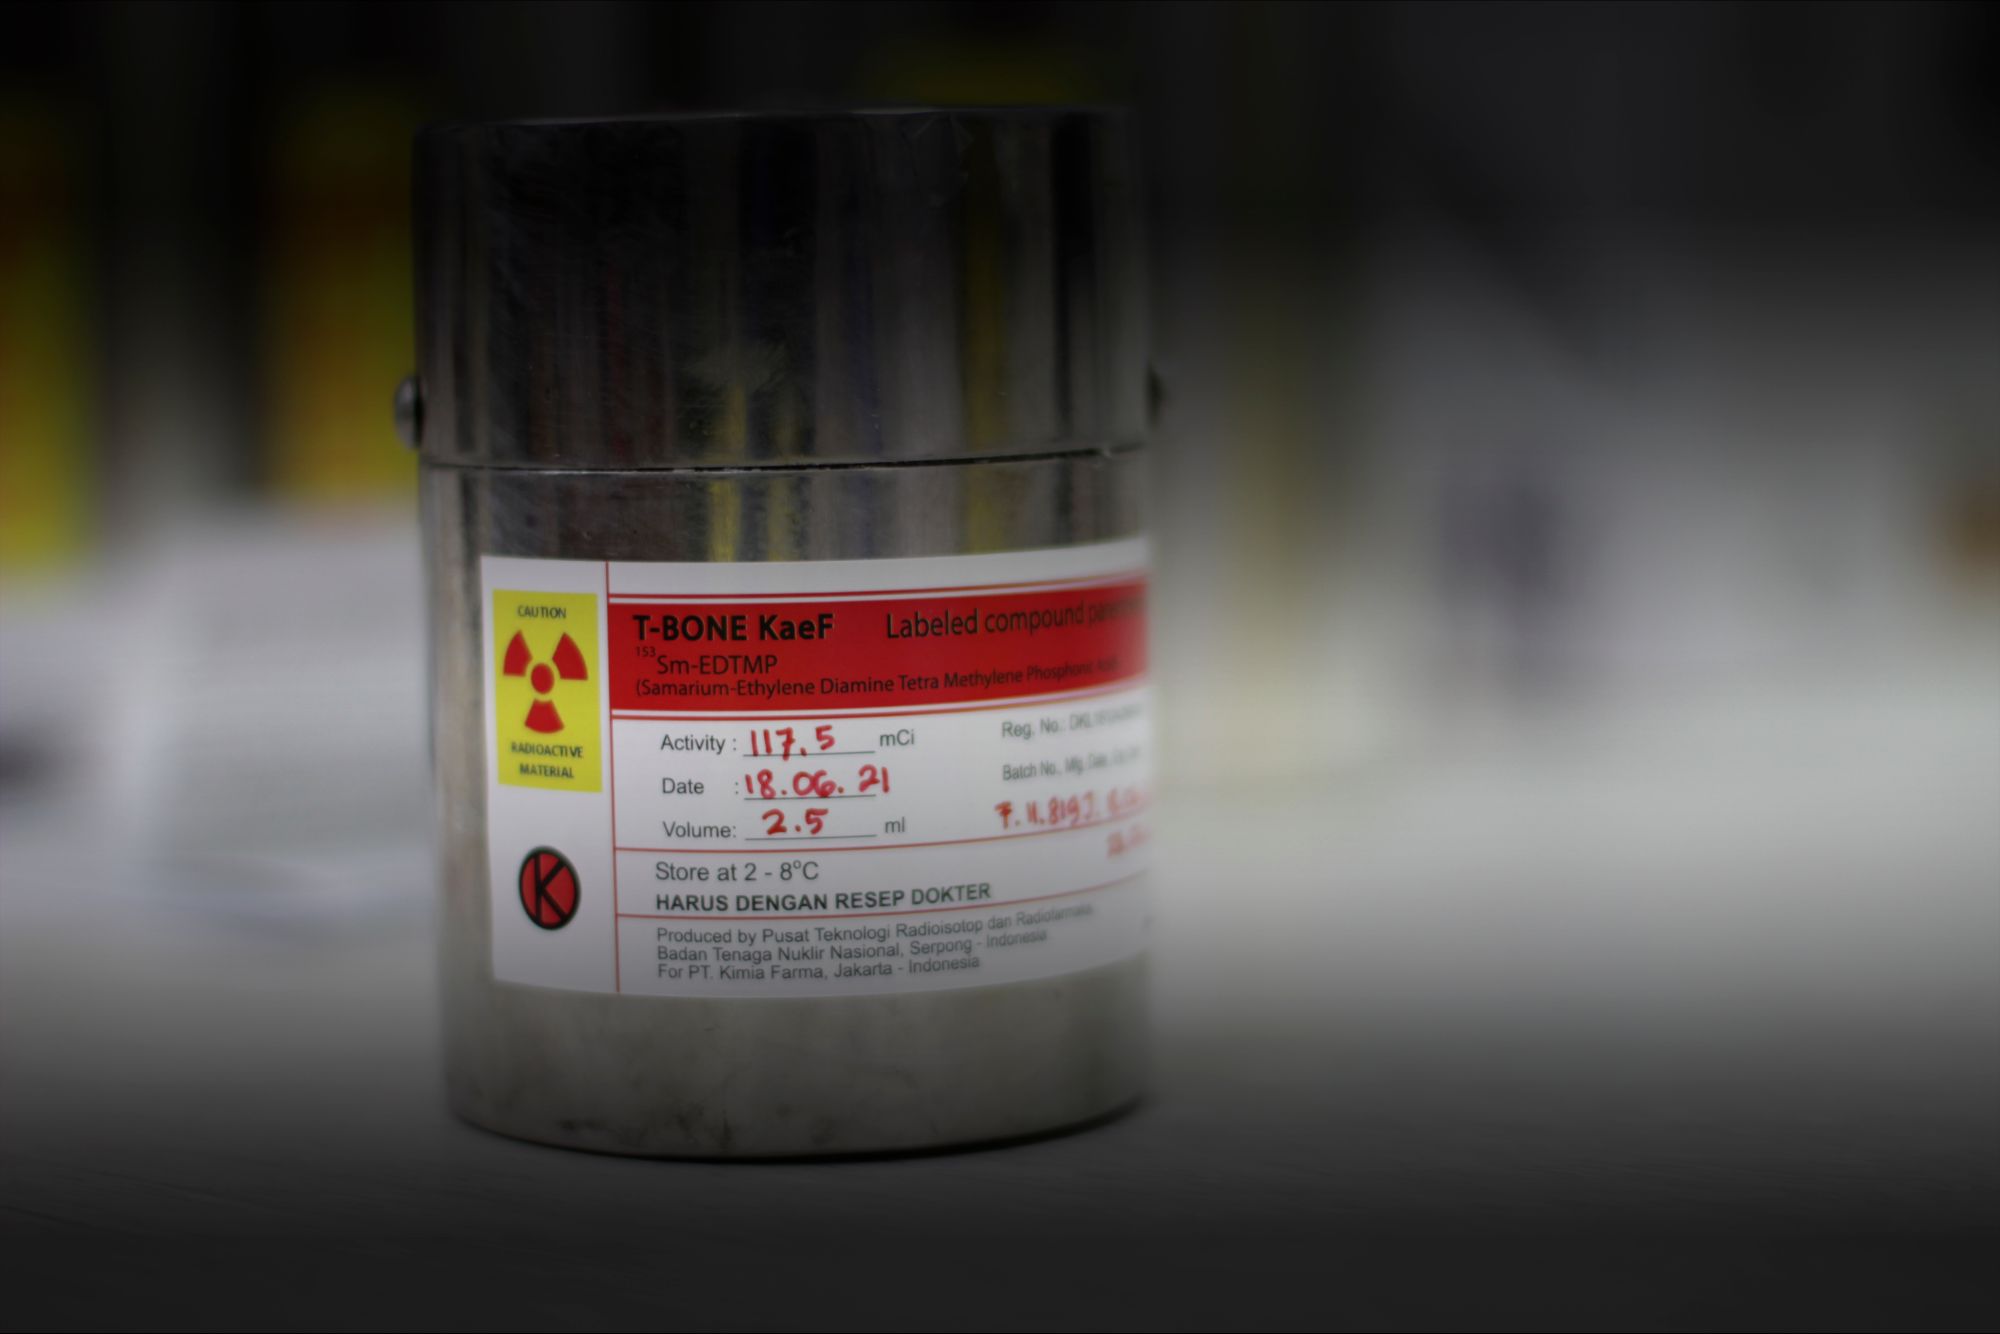 CAUTION
RADIOACTIVE
MATERIAL
K
T-BONE KaeF Labeled compound
153Sm-EDTMP
(Samarium-Ethylene Diamine Tetra Methylene Phosphonic
Activity : 117.5 mCi
Date : 18.06.21
Volume: 2.5 ml
Reg. No.:
Batch No., Mfg. Date,
Store at 2 - 8°C
HARUS DENGAN RESEP DOKTER
Produced by Pusat Teknologi Radioisotop dan Radiofarmaka
Badan Tenaga Nuklir Nasional, Serpong - Indonesia
For PT. Kimia Farma, Jakarta - Indonesia